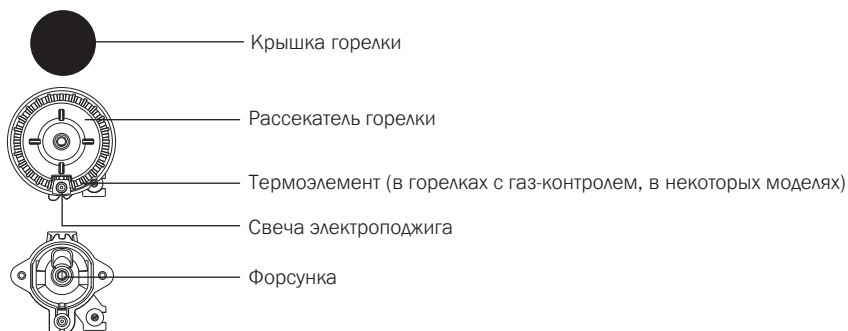 Крышка горелки
Рассекатель горелки
Термоэлемент (в горелках с газ-контролем, в некоторых моделях)
Свеча электроподжига
Форсунка